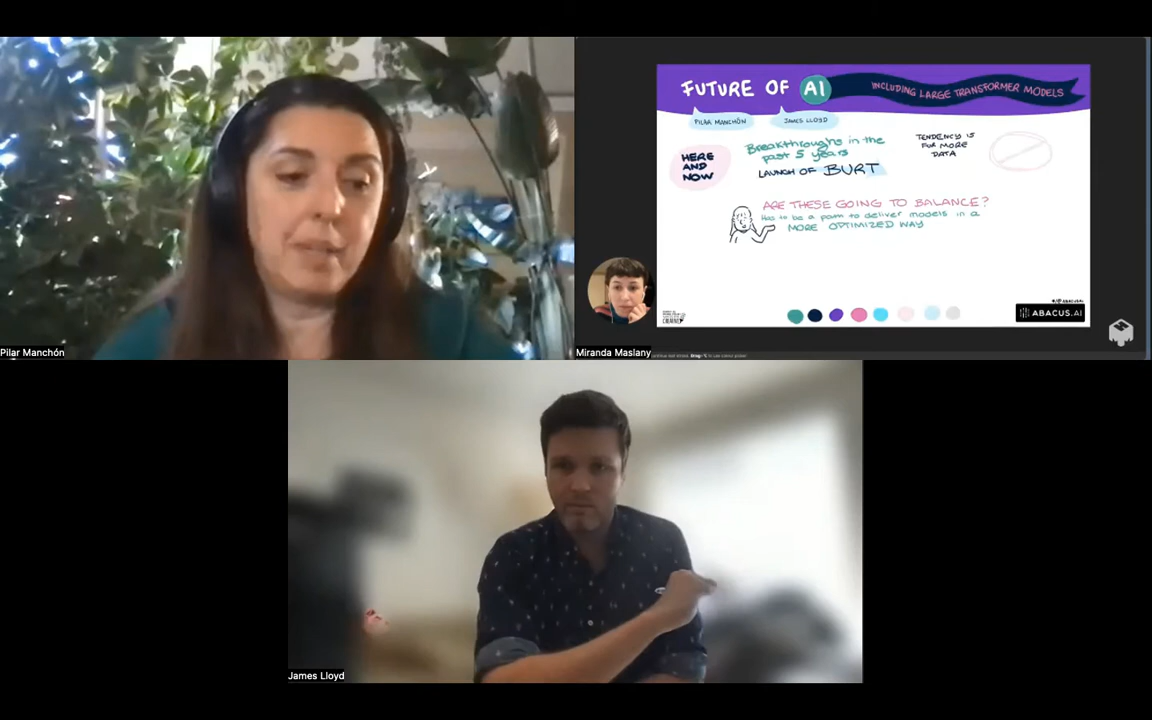 FUTURE OF AI
INCLUDING LARGE TRANSFORMER MODELS
PILAR MANCHÓN
JAMES LLOYD
HERE
AND
NOW
Breakthroughs in the
past 5 years
LAUNCH OF BURT
TENDENCY IS
FOR MORE
DATA
ARE THESE GOING TO BALANCE?
Has to be a path to deliver models in a
MORE OPTIMIZED WAY
ABACUS.AI
Pilar Manchón
Miranda Maslany
James Lloyd